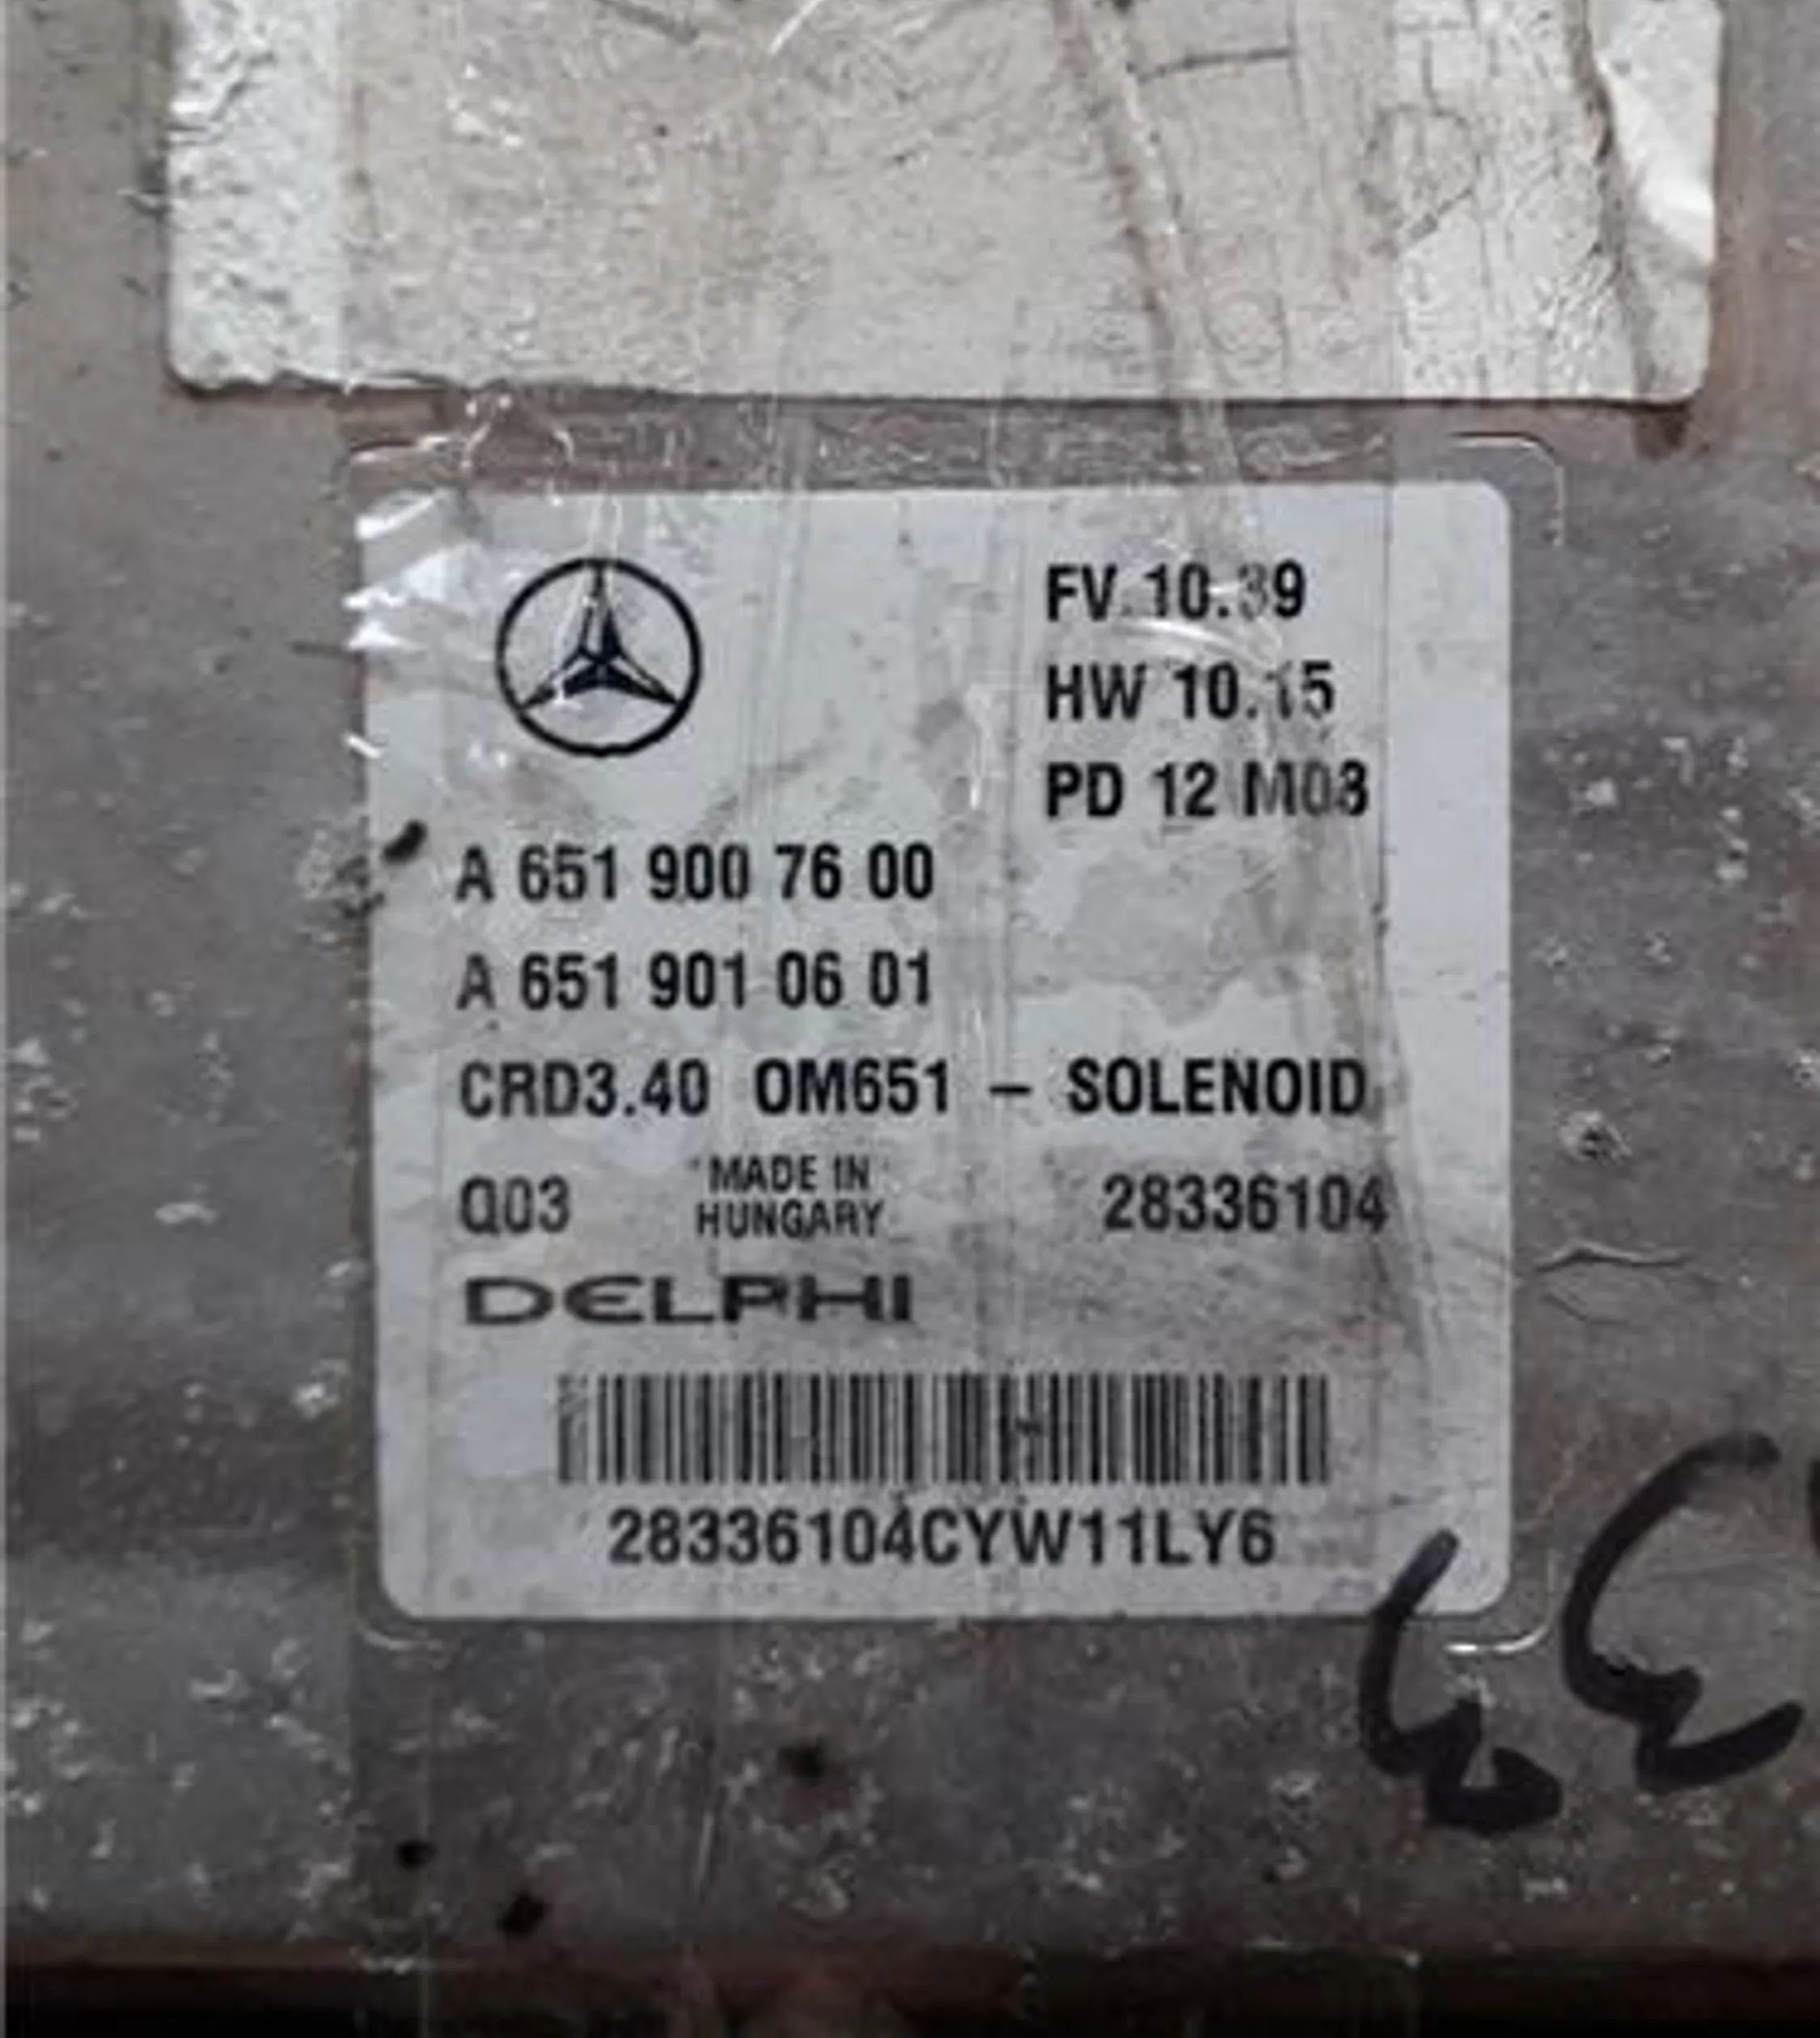 FV 10.39
HW 10.15
PD 12 M08
A 651 900 76 00
A 651 901 06 01
CRD3.40 OM651 – SOLENOID
Q03 MADE IN HUNGARY 28336104
DELPHI
28336104CYW11LY6